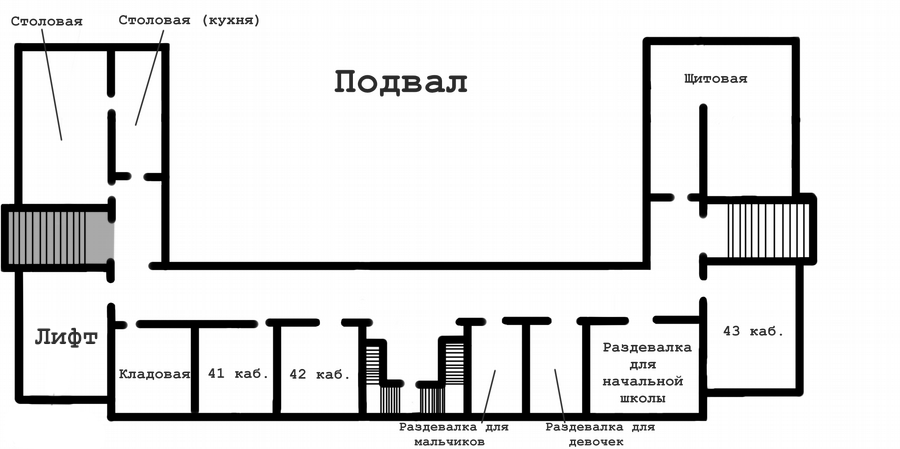 Столовая
Столовая (кухня)
Подвал
Щитовая
Лифт
Кладовая
41 каб.
42 каб.
Раздевалка
для
начальной
школы
43 каб.
Раздевалка для
мальчиков
Раздевалка для
девочек